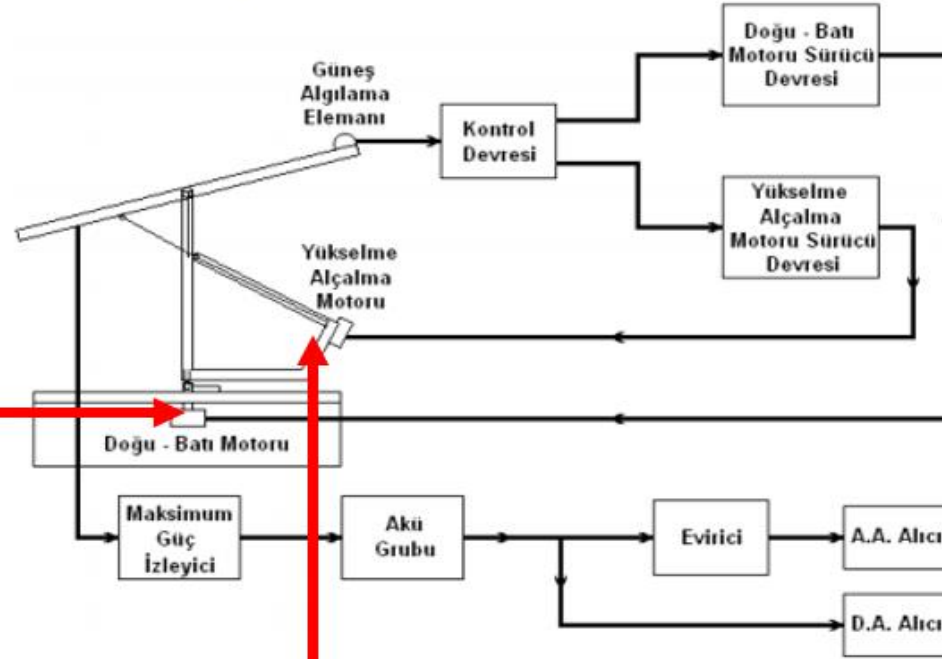 Güneş
Algılama
Elemanı
Kontrol
Devresi
Doğu - Batı
Motoru Sürücü
Devresi
Yükselme
Alçalma
Motoru Sürücü
Devresi
Yükselme
Alçalma
Motoru
Doğu - Batı Motoru
Maksimum
Güç
İzleyici
Akü
Grubu
Evirici
A.A. Alıcı
D.A. Alıcı